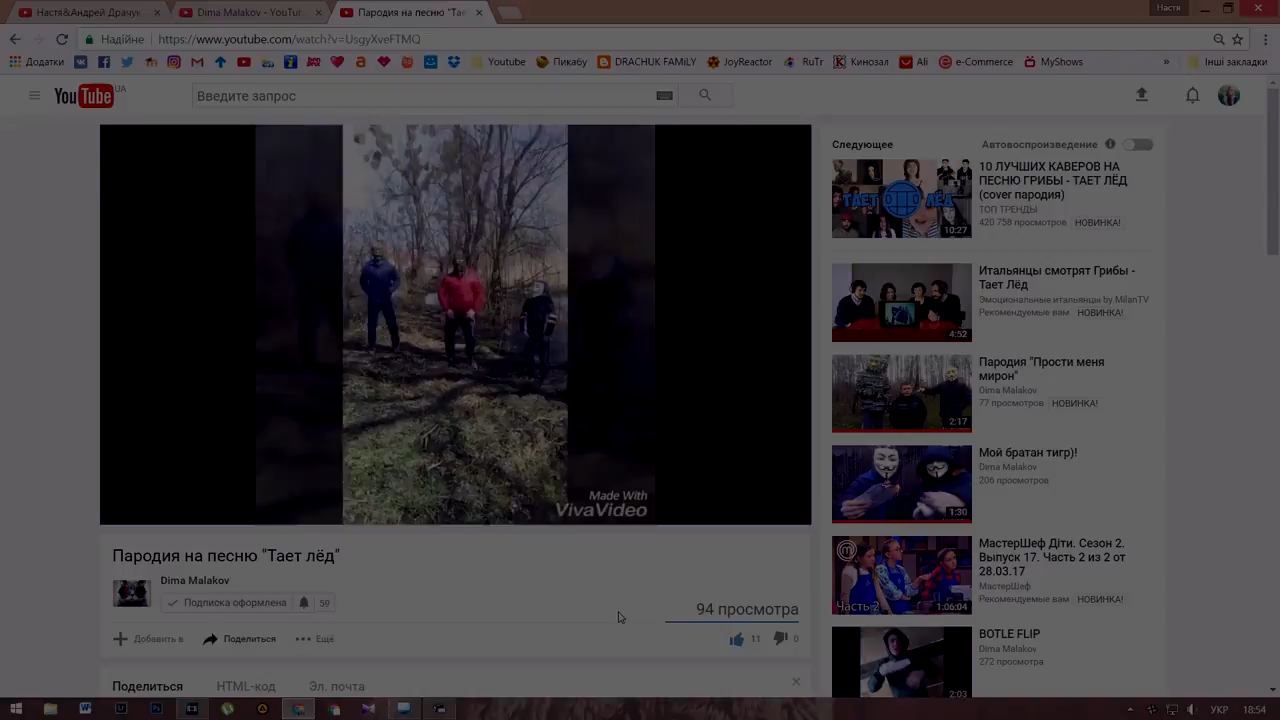 Настя&Андрей Драчук
Dima Malakov - YouTur
Пародия на песню "Тае
Настя
Надійне
https://www.youtube.com/watch?v=UsgyXveFTMQ
Додатки
Youtube
Пикабу
DRACHUK FAMiLY
JoyReactor
RuTr
Кинозал
Ali
e-Commerce
MyShows
»
Інші закладки
YouTube UA
Введите запрос
Made With
VivaVideo
Пародия на песню "Тает лёд"
Dima Malakov
Подписка оформлена 59
94 просмотра
Добавить в
Поделиться
Ещё
11
0
Поделиться
HTML-код
Эл. почта
Следующее
Автовоспроизведение
ТАЕТ ЛЁД
10:27
10 ЛУЧШИХ КАВЕРОВ НА
ПЕСНЮ ГРИБЫ - ТАЕТ ЛЁД
(cover пародия)
ТОП ТРЕНДЫ
420 758 просмотров НОВИНКА!
4:52
Итальянцы смотрят Грибы -
Тает Лёд
Эмоциональные итальянцы by MilanTV
Рекомендуемые вам НОВИНКА!
2:17
Пародия "Прости меня
мирон"
Dima Malakov
77 просмотров НОВИНКА!
1:30
Мой братан тигр)!
Dima Malakov
206 просмотров
Часть 2
1:06:04
МастерШеф Діти. Сезон 2.
Выпуск 17. Часть 2 из 2 от
28.03.17
МастерШеф
Рекомендуемые вам НОВИНКА!
2:03
BOTLE FLIP
Dima Malakov
272 просмотра
УКР
18:54